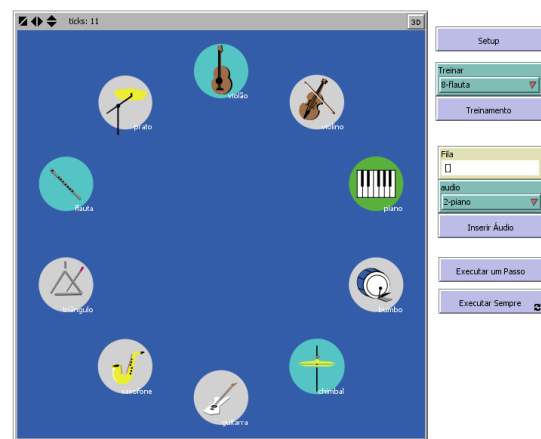 ticks: 11
3D
violão
prato
violino
flauta
piano
triângulo
bumbo
saxofone
chimbal
guitarra
Setup
Treinar
8-flauta
Treinamento
Fila
[]
audio
2-piano
Inserir Áudio
Executar um Passo
Executar Sempre